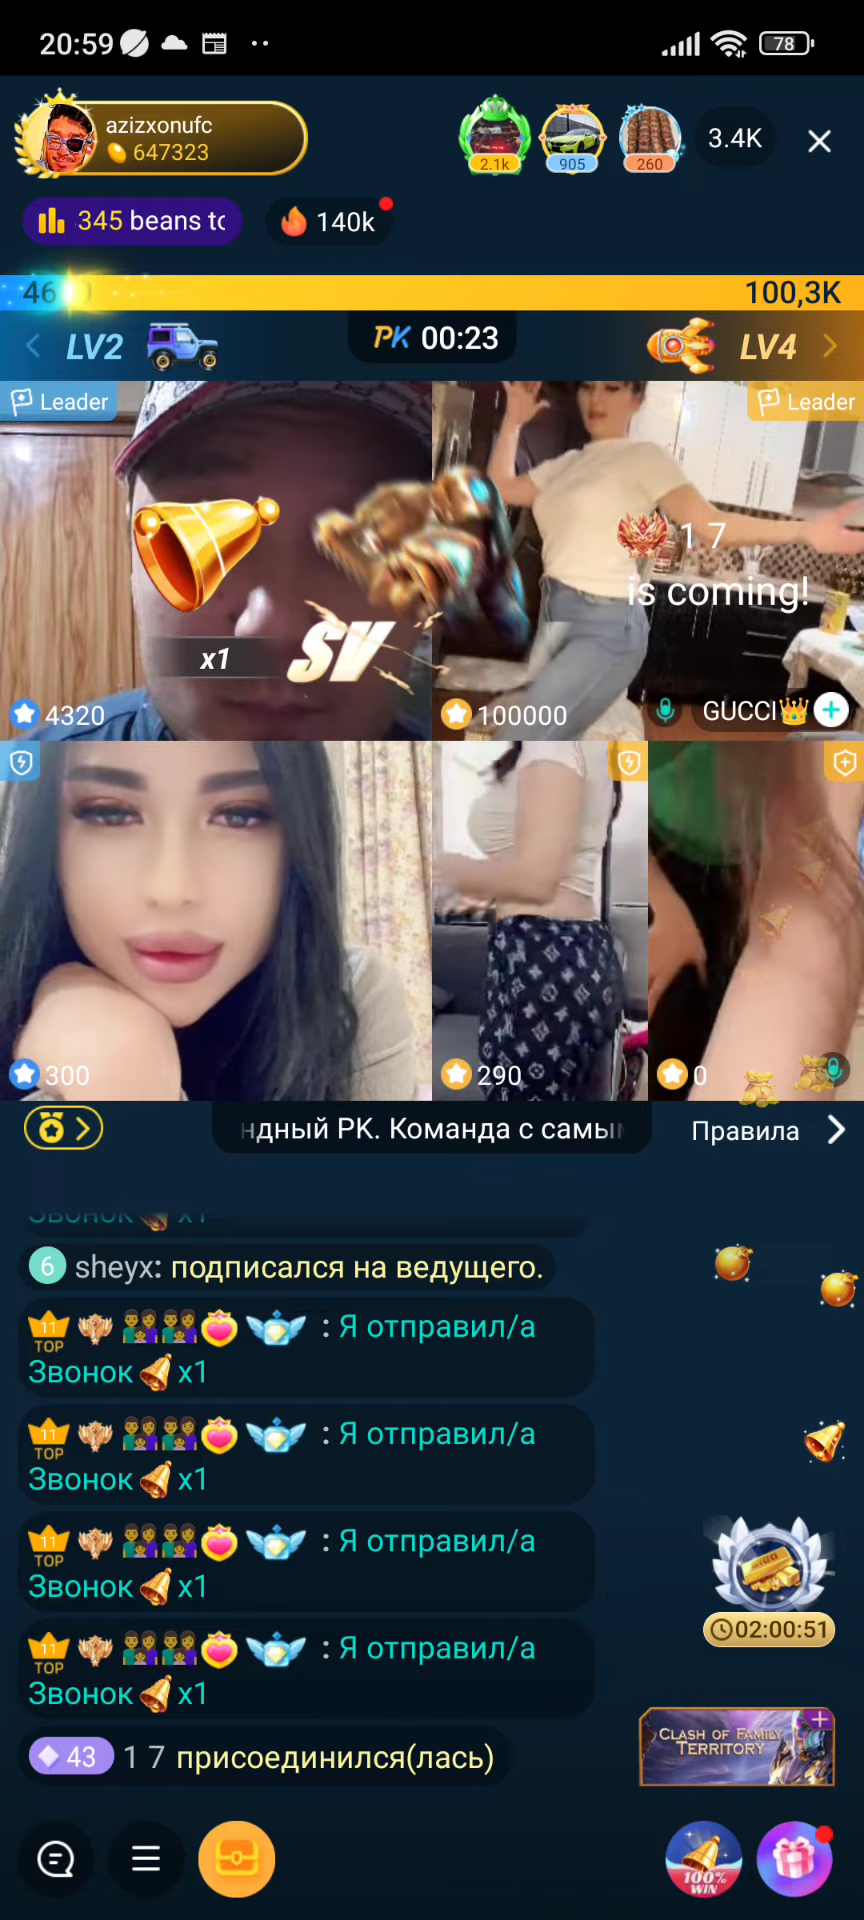 20:59
78
azizxonufc
647323
2.1k
905
260
3.4K
345 beans to
140k
46
100,3K
LV2
PK 00:23
LV4
Leader
Leader
1 7
is coming!
x1
SV
4320
100000
GUCCI
300
290
0
ндный РК. Команда с самы
Правила
Звонок x1
6 sheyx: подписался на ведущего.
11 TOP : Я отправил/а
Звонок x1
11 TOP : Я отправил/а
Звонок x1
11 TOP : Я отправил/а
Звонок x1
11 TOP : Я отправил/а
Звонок x1
02:00:51
CLASH OF FAMILY
TERRITORY
43 1 7 присоединился(лась)
100%
WIN